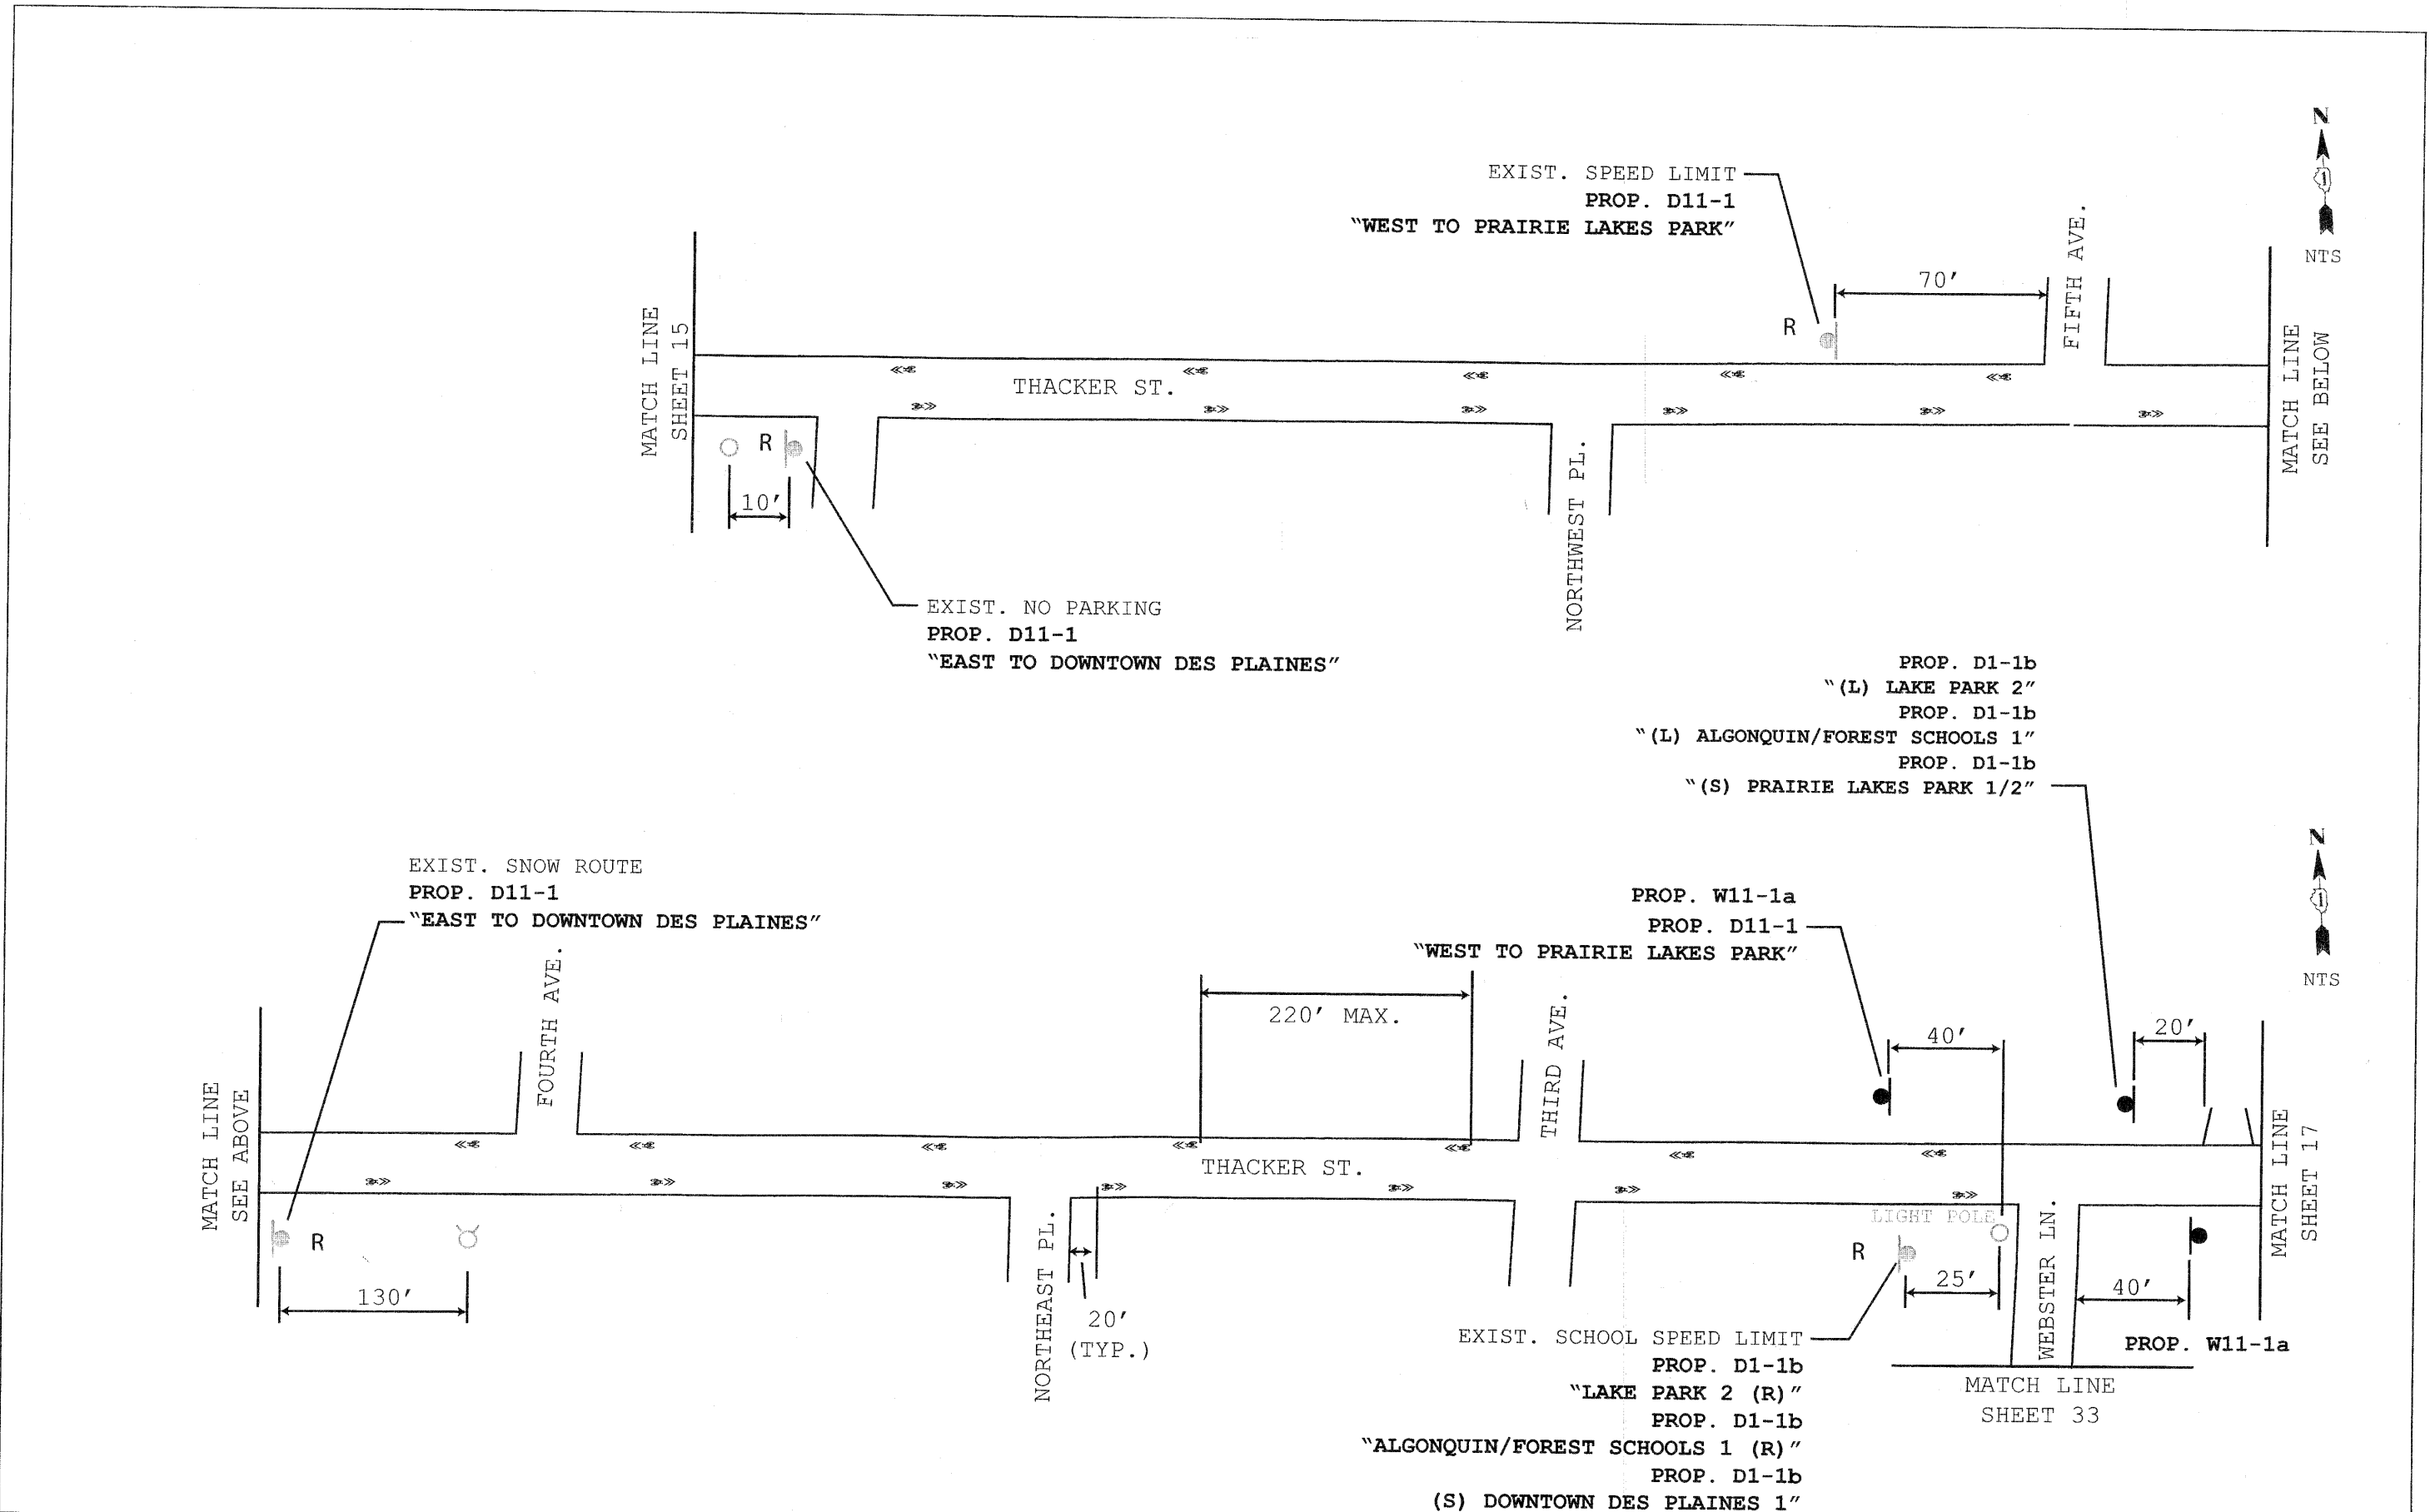 N
NTS
EXIST. SPEED LIMIT
PROP. D11-1
"WEST TO PRAIRIE LAKES PARK"
70'
FIFTH AVE.
R
MATCH LINE
SHEET 15
THACKER ST.
MATCH LINE
SEE BELOW
R
10'
NORTHWEST PL.
EXIST. NO PARKING
PROP. D11-1
"EAST TO DOWNTOWN DES PLAINES"
PROP. D1-1b
"(L) LAKE PARK 2"
PROP. D1-1b
"(L) ALGONQUIN/FOREST SCHOOLS 1"
PROP. D1-1b
"(S) PRAIRIE LAKES PARK 1/2"
N
NTS
EXIST. SNOW ROUTE
PROP. D11-1
"EAST TO DOWNTOWN DES PLAINES"
PROP. W11-1a
PROP. D11-1
"WEST TO PRAIRIE LAKES PARK"
FOURTH AVE.
220' MAX.
THIRD AVE.
40'
20'
MATCH LINE
SEE ABOVE
THACKER ST.
MATCH LINE
SHEET 17
R
130'
NORTHEAST PL.
20'
(TYP.)
LIGHT POLE
R
25'
WEBSTER LN.
40'
PROP. W11-1a
EXIST. SCHOOL SPEED LIMIT
PROP. D1-1b
"LAKE PARK 2 (R)"
PROP. D1-1b
"ALGONQUIN/FOREST SCHOOLS 1 (R)"
PROP. D1-1b
(S) DOWNTOWN DES PLAINES 1"
MATCH LINE
SHEET 33